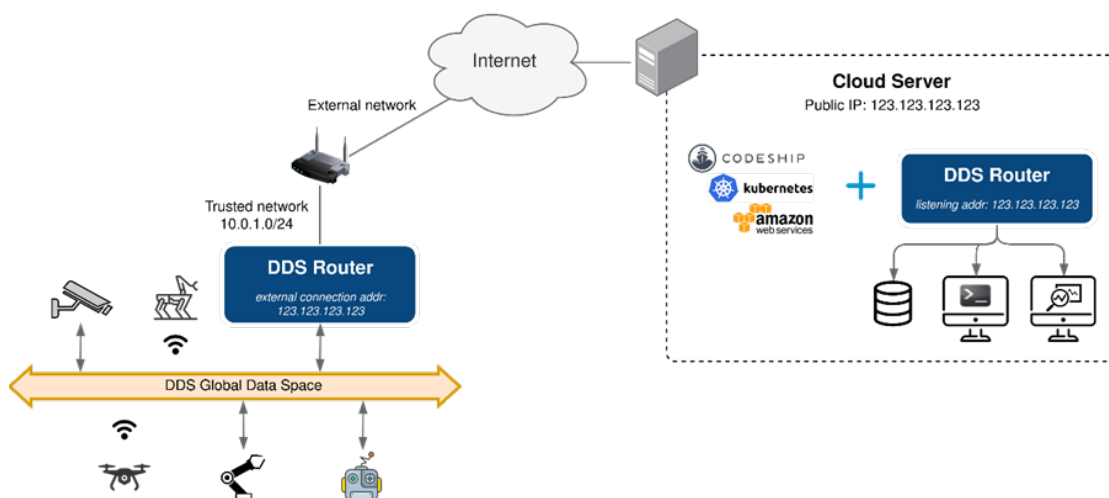 Internet
Cloud Server
Public IP: 123.123.123.123
External network
CODESHIP
kubernetes
amazon
web services
DDS Router
listening addr: 123.123.123.123
Trusted network
10.0.1.0/24
DDS Router
external connection addr:
123.123.123.123
DDS Global Data Space